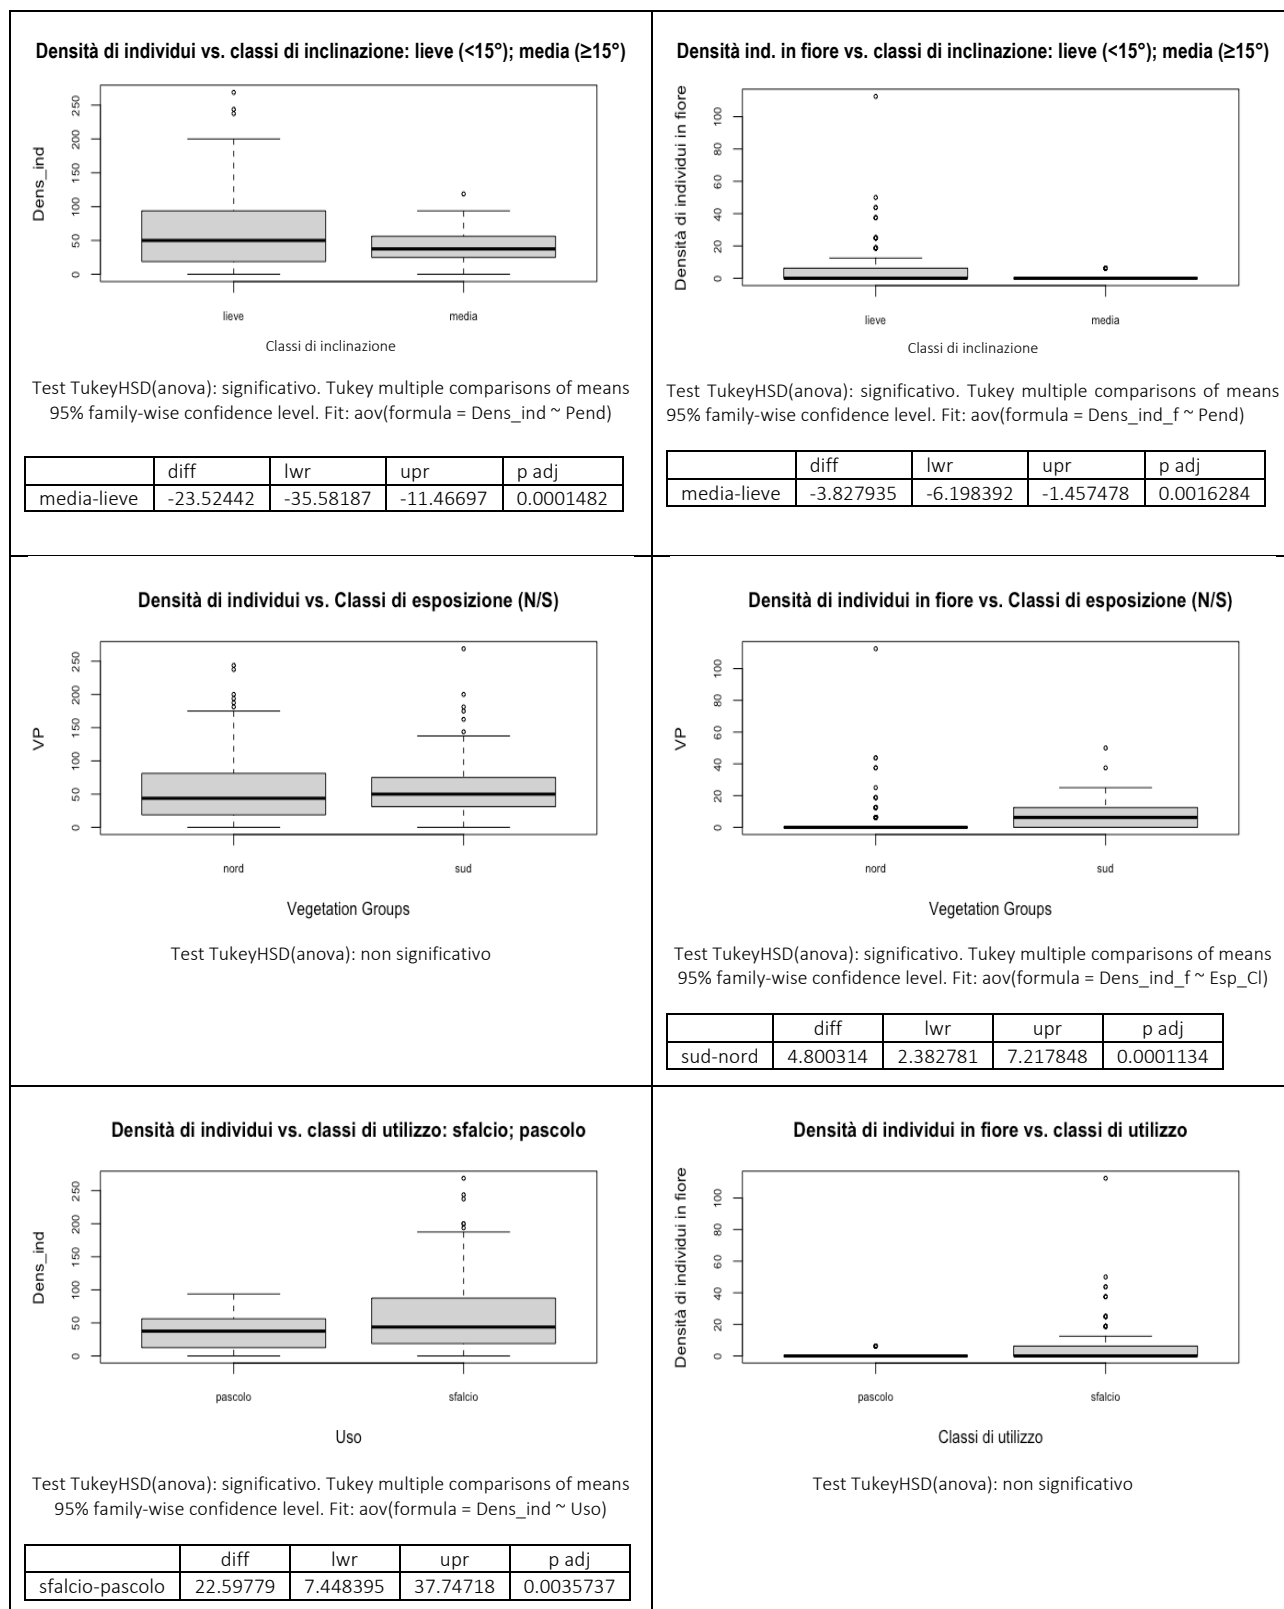 Densità di individui vs. classi di inclinazione: lieve (<15°); media (≥15°)
Dens_ind
250
200
150
100
50
0
lieve media
Classi di inclinazione
Test TukeyHSD(anova): significativo. Tukey multiple comparisons of means
95% family-wise confidence level. Fit: aov(formula = Dens_ind ~ Pend)
diff lwr upr p adj
media-lieve -23.52442 -35.58187 -11.46697 0.0001482
Densità ind. in fiore vs. classi di inclinazione: lieve (<15°); media (≥15°)
Densità di individui in fiore
100
80
60
40
20
0
lieve media
Classi di inclinazione
Test TukeyHSD(anova): significativo. Tukey multiple comparisons of means
95% family-wise confidence level. Fit: aov(formula = Dens_ind_f ~ Pend)
diff lwr upr p adj
media-lieve -3.827935 -6.198392 -1.457478 0.0016284
Densità di individui vs. Classi di esposizione (N/S)
VP
250
200
150
100
50
0
nord sud
Vegetation Groups
Test TukeyHSD(anova): non significativo
Densità di individui in fiore vs. Classi di esposizione (N/S)
VP
100
80
60
40
20
0
nord sud
Vegetation Groups
Test TukeyHSD(anova): significativo. Tukey multiple comparisons of means
95% family-wise confidence level. Fit: aov(formula = Dens_ind_f ~ Esp_Cl)
diff lwr upr p adj
sud-nord 4.800314 2.382781 7.217848 0.0001134
Densità di individui vs. classi di utilizzo: sfalcio; pascolo
Dens_ind
250
200
150
100
50
0
pascolo sfalcio
Uso
Test TukeyHSD(anova): significativo. Tukey multiple comparisons of means
95% family-wise confidence level. Fit: aov(formula = Dens_ind ~ Uso)
diff lwr upr p adj
sfalcio-pascolo 22.59779 7.448395 37.74718 0.0035737
Densità di individui in fiore vs. classi di utilizzo
Densità di individui in fiore
100
80
60
40
20
0
pascolo sfalcio
Classi di utilizzo
Test TukeyHSD(anova): non significativo